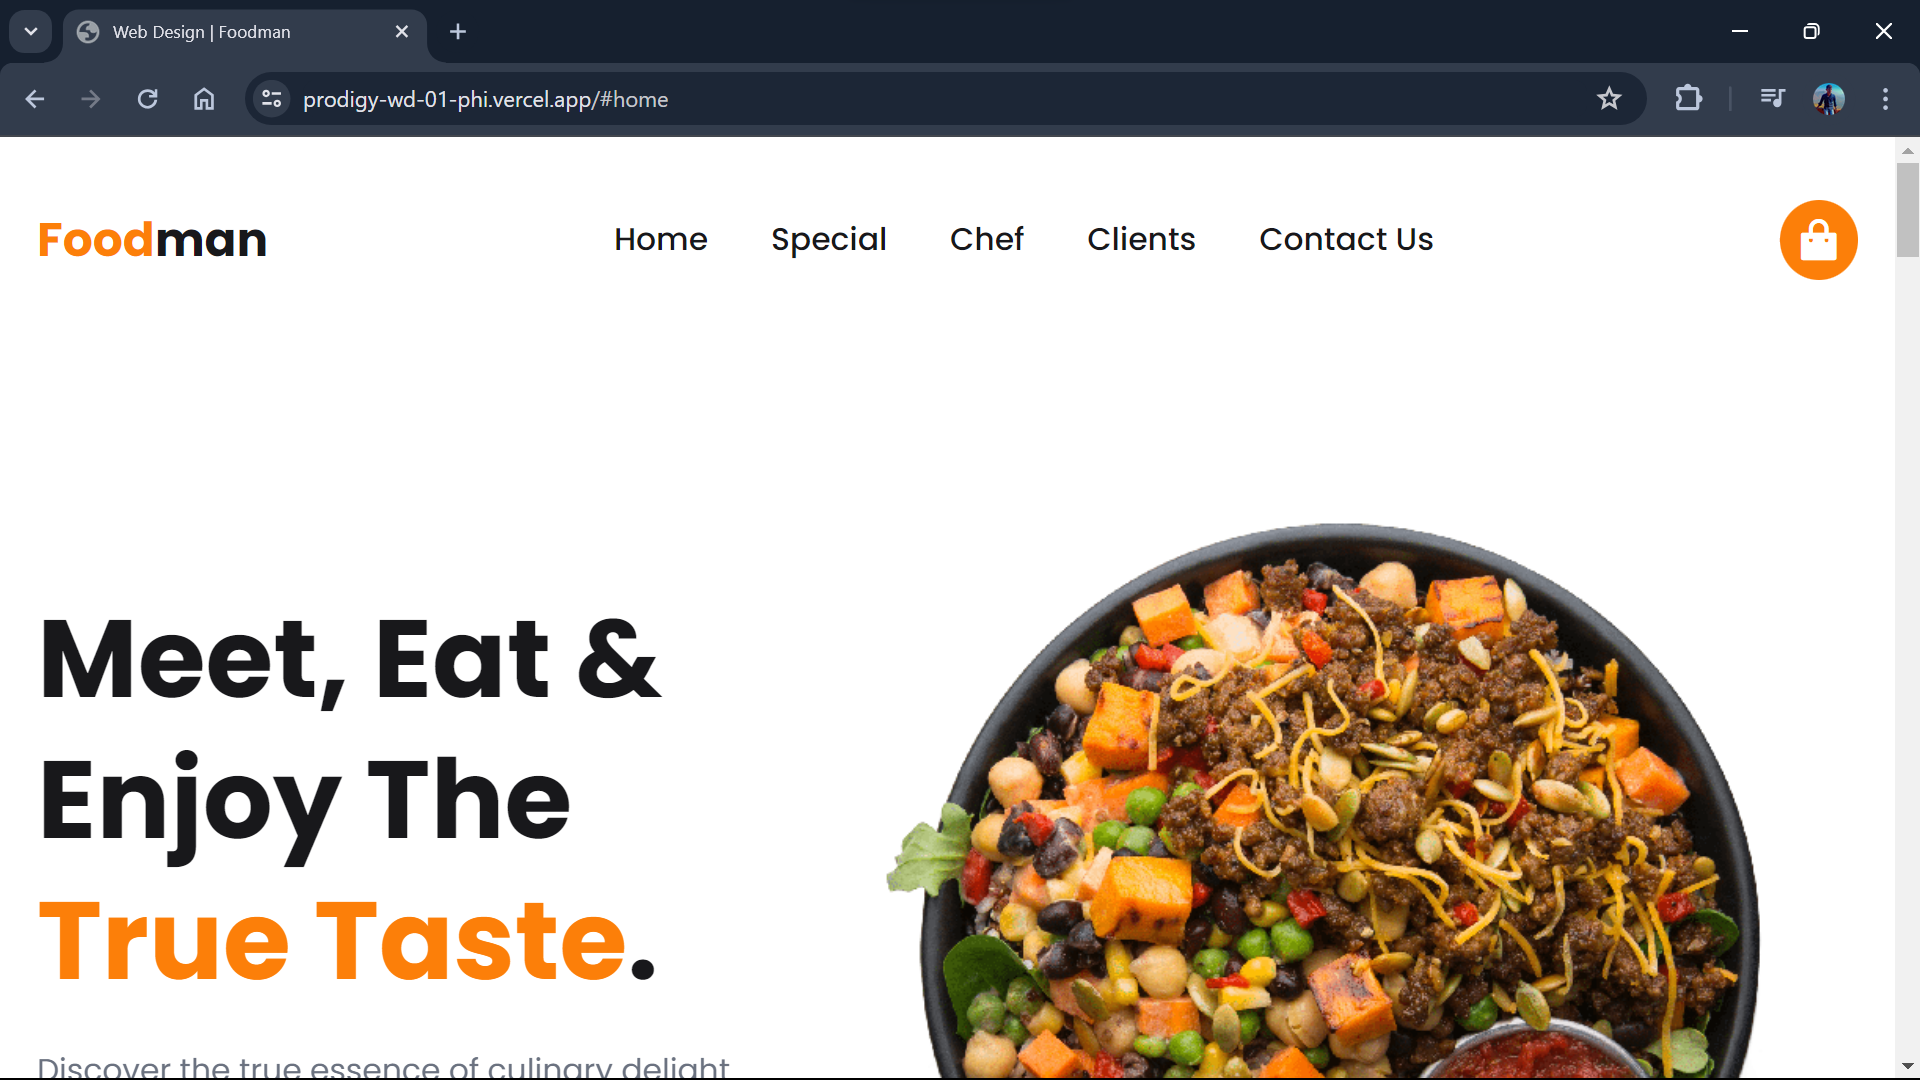 Web Design | Foodman
prodigy-wd-01-phi.vercel.app/#home
Foodman
Home Special Chef Clients Contact Us
Meet, Eat &
Enjoy The
True Taste.
Discover the true essence of culinary delight